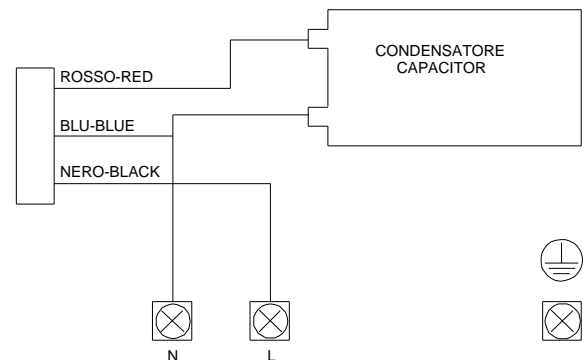 CONDENSATORE
CAPACITOR
ROSSO-RED
BLU-BLUE
NERO-BLACK
N
L